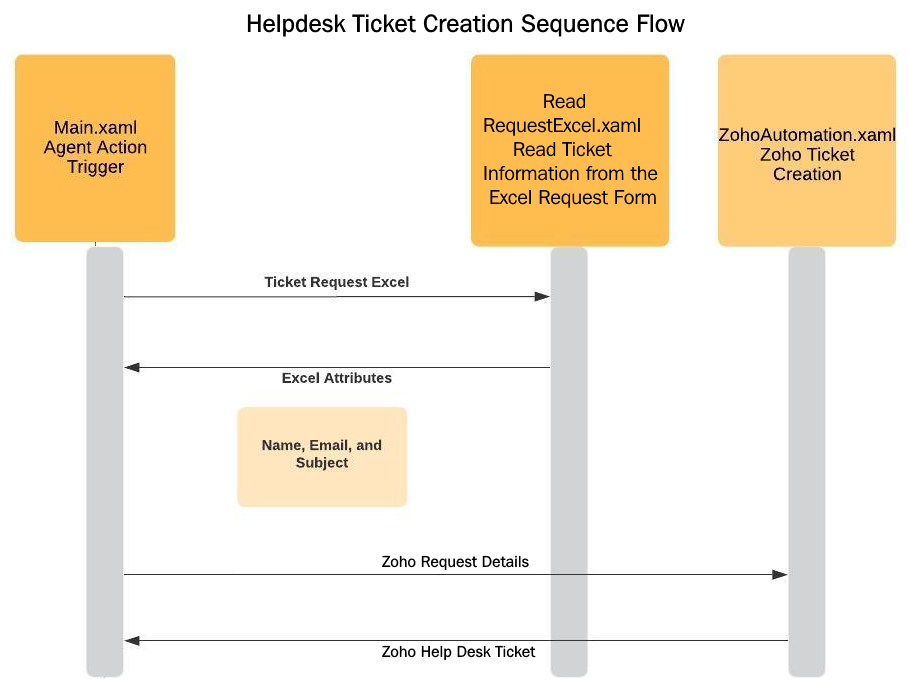 Helpdesk Ticket Creation Sequence Flow
Main.xaml
Agent Action
Trigger
Read
RequestExcel.xaml
Read Ticket
Information from the
Excel Request Form
ZohoAutomation.xaml
Zoho Ticket
Creation
Ticket Request Excel
Excel Attributes
Name, Email, and
Subject
Zoho Request Details
Zoho Help Desk Ticket